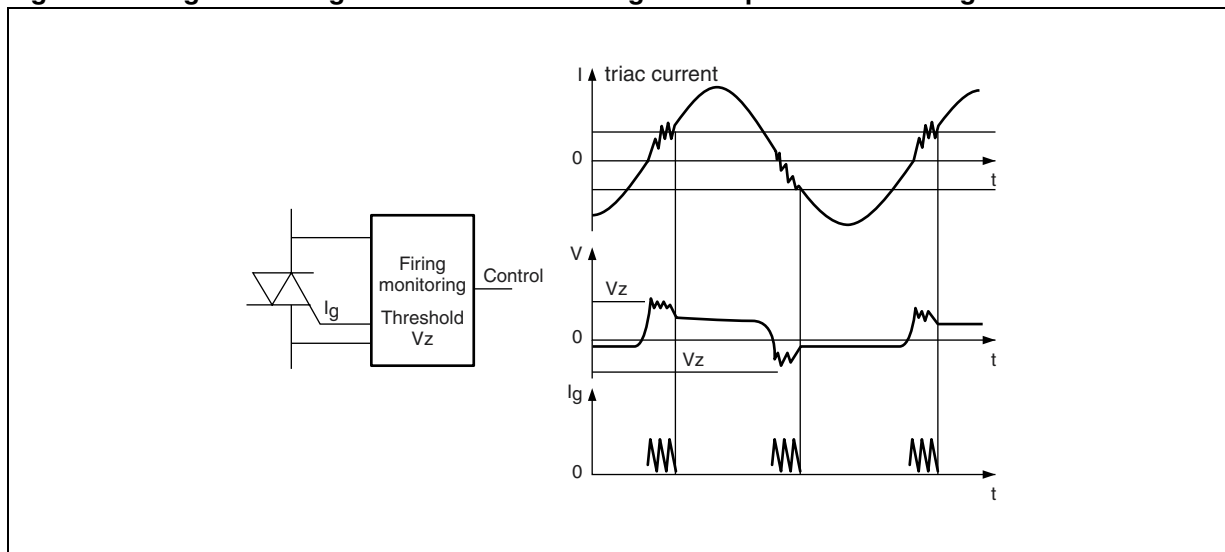 Firing
monitoring
Threshold
Vz
Control
Ig
I triac current
0
t
V
Vz
0
Vz
t
Ig
0
t